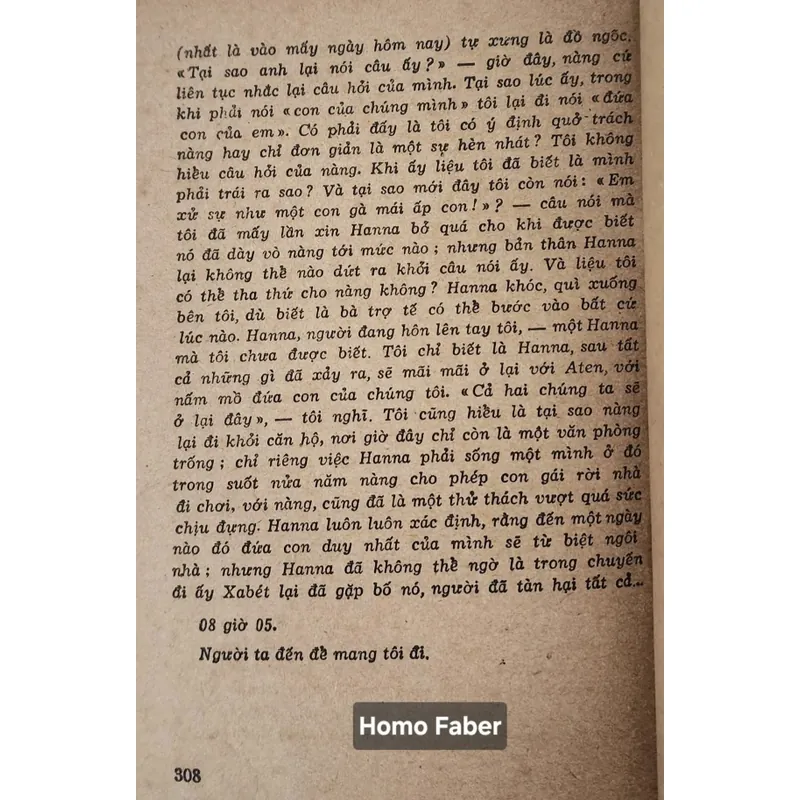 (nhất là vào mấy ngày hôm nay) tự xưng là đồ ngốc.
«Tại sao anh lại nói câu ấy?» — giờ đây, nàng cứ
liên tục nhắc lại câu hỏi của mình. Tại sao lúc ấy, trong
khi phải nói «con của chúng mình» tôi lại đi nói «đứa
con của em». Có phải đấy là tôi có ý định quở trách
nàng hay chỉ đơn giản là một sự hèn nhát? Tôi không
hiểu câu hỏi của nàng. Khi ấy liệu tôi đã biết là mình
phải trái ra sao? Và tại sao mới đây tôi còn nói: «Em
xử sự như một con gà mái ấp con!»? — câu nói mà
tôi đã mấy lần xin Hanna bỏ quá cho khi được biết
nó đã dày vò nàng tới mức nào; nhưng bản thân Hanna
lại không thể nào dứt ra khỏi câu nói ấy. Và liệu tôi
có thể tha thứ cho nàng không? Hanna khóc, quì xuống
bên tôi, dù biết là bà trợ tế có thể bước vào bất cứ
lúc nào. Hanna, người đang hôn lên tay tôi, — một Hanna
mà tôi chưa được biết. Tôi chỉ biết là Hanna, sau tất
cả những gì đã xảy ra, sẽ mãi mãi ở lại với Aten, với
nấm mồ đứa con của chúng tôi. «Cả hai chúng ta sẽ
ở lại đây», — tôi nghĩ. Tôi cũng hiểu là tại sao nàng
lại đi khỏi căn hộ, nơi giờ đây chỉ còn là một văn phòng
trống; chỉ riêng việc Hanna phải sống một mình ở đó
trong suốt nửa năm nàng cho phép con gái rời nhà
đi chơi, với nàng, cũng đã là một thử thách vượt quá sức
chịu đựng. Hanna luôn luôn xác định, rằng đến một ngày
nào đó đứa con duy nhất của mình sẽ từ biệt ngôi
nhà; nhưng Hanna đã không thể ngờ là trong chuyến
đi ấy Xabét lại đã gặp bố nó, người đã tàn hại tất cả...
08 giờ 05.
Người ta đến để mang tôi đi.
Homo Faber
308